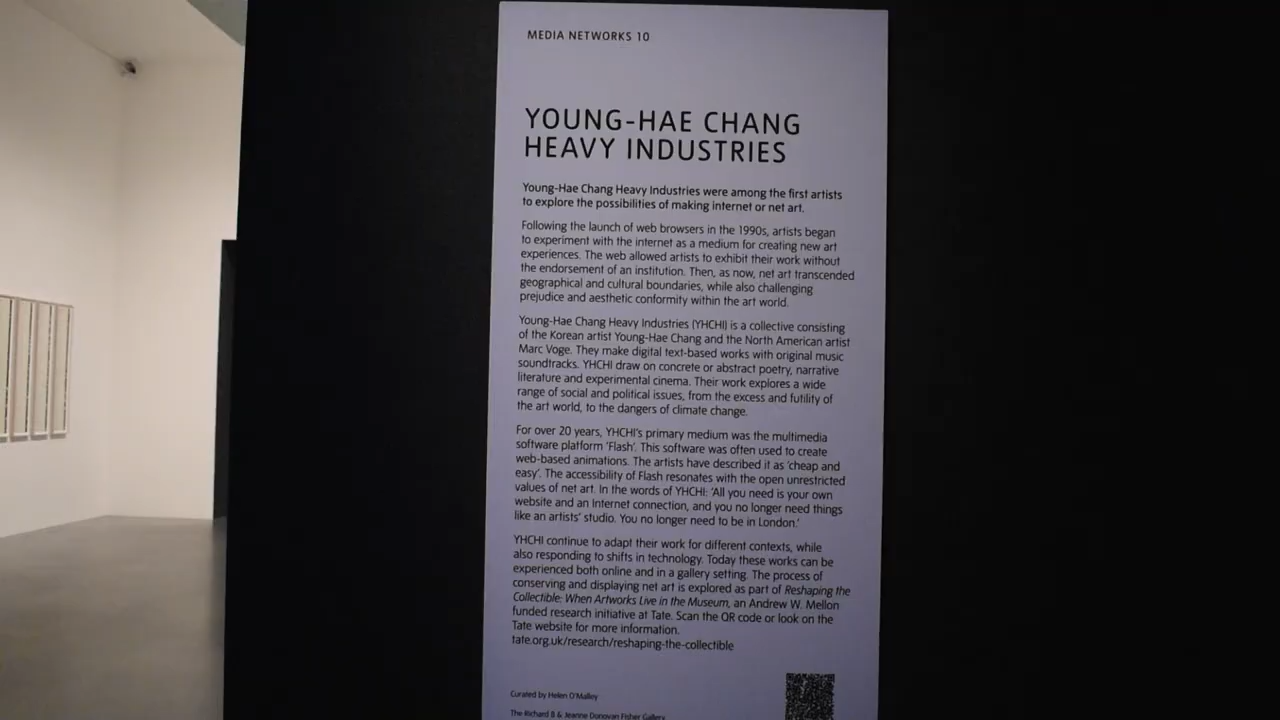 MEDIA NETWORKS 10
YOUNG-HAE CHANG
HEAVY INDUSTRIES
Young-Hae Chang Heavy Industries were among the first artists
to explore the possibilities of making internet or net art.
Following the launch of web browsers in the 1990s, artists began
to experiment with the internet as a medium for creating new art
experiences. The web allowed artists to exhibit their work without
the endorsement of an institution. Then, as now, net art transcended
geographical and cultural boundaries, while also challenging
prejudice and aesthetic conformity within the art world.
Young-Hae Chang Heavy Industries (YHCHI) is a collective consisting
of the Korean artist Young-Hae Chang and the North American artist
Marc Voge. They make digital text-based works with original music
soundtracks. YHCHI draw on concrete or abstract poetry, narrative
literature and experimental cinema. Their work explores a wide
range of social and political issues, from the excess and futility of
the art world, to the dangers of climate change.
For over 20 years, YHCHI's primary medium was the multimedia
software platform 'Flash'. This software was often used to create
web-based animations. The artists have described it as 'cheap and
easy'. The accessibility of Flash resonates with the open unrestricted
values of net art. In the words of YHCHI: 'All you need is your own
website and an Internet connection, and you no longer need things
like an artists' studio. You no longer need to be in London.'
YHCHI continue to adapt their work for different contexts, while
also responding to shifts in technology. Today these works can be
experienced both online and in a gallery setting. The process of
conserving and displaying net art is explored as part of Reshaping the
Collectible: When Artworks Live in the Museum, an Andrew W. Mellon
funded research initiative at Tate. Scan the QR code or look on the
Tate website for more information.
tate.org.uk/research/reshaping-the-collectible
Curated by Helen O'Malley
The Richard B & Jeanne Donovan Fisher Gallery